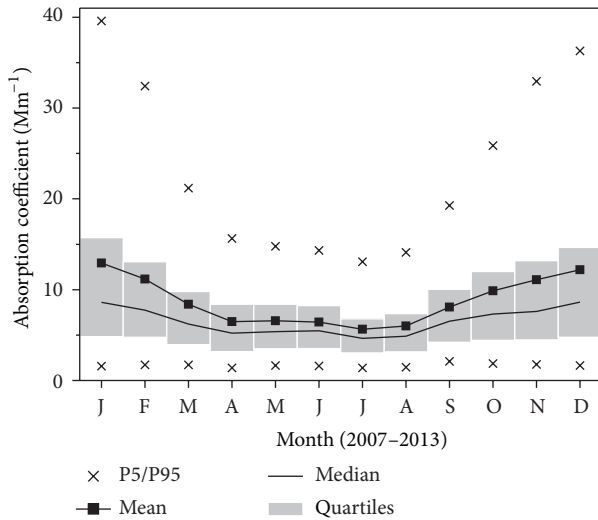 Absorption coefficient (Mm⁻¹)
40
30
20
10
0
J F M A M J J A S O N D
Month (2007–2013)
P5/P95 Median
Mean Quartiles